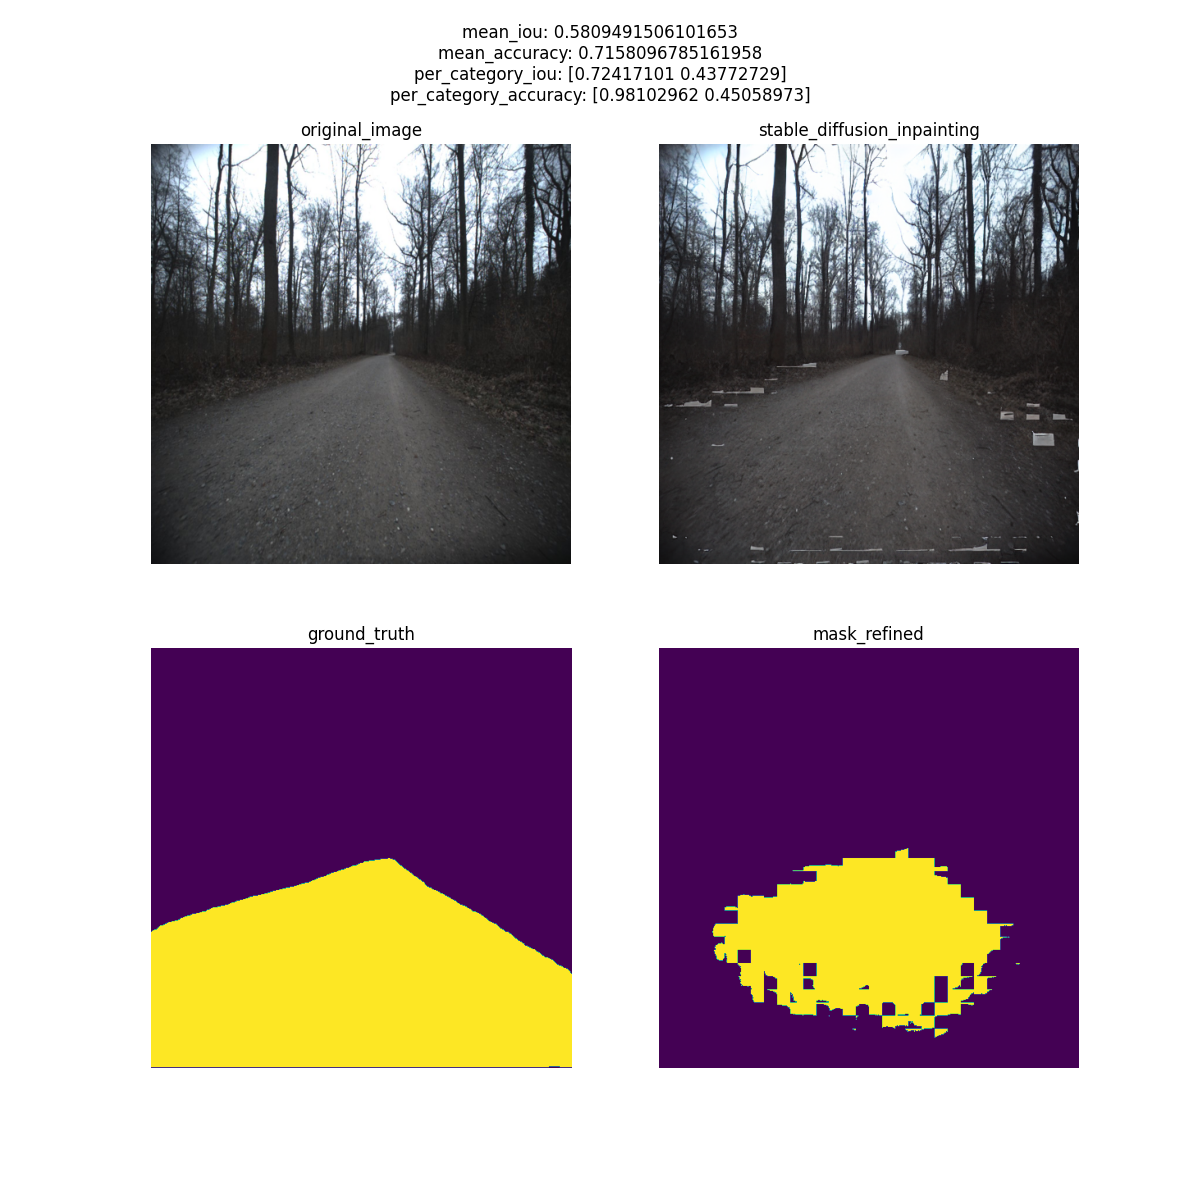 mean_iou: 0.5809491506101653
mean_accuracy: 0.7158096785161958
per_category_iou: [0.72417101 0.43772729]
per_category_accuracy: [0.98102962 0.45058973]
original_image
stable_diffusion_inpainting
ground_truth
mask_refined